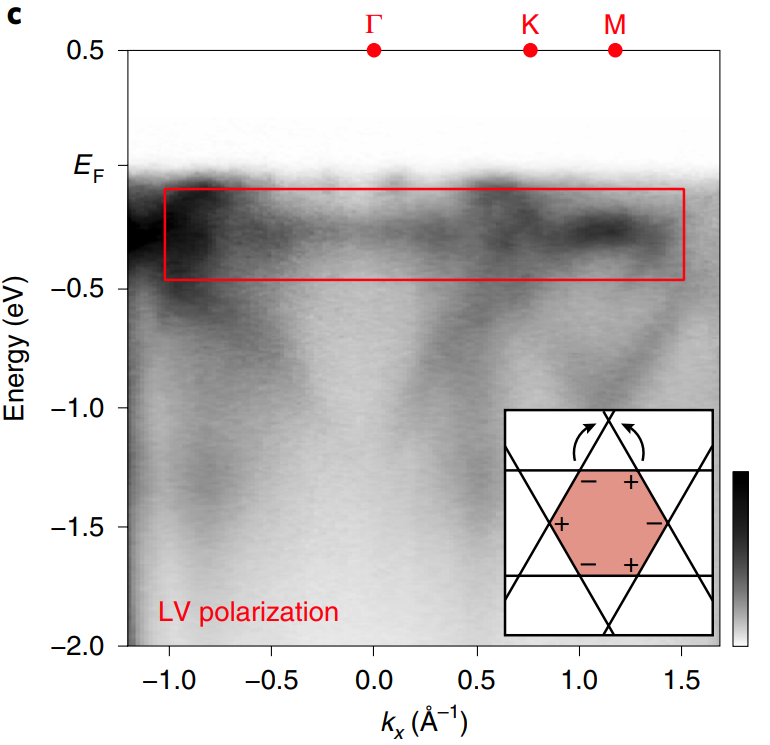 c
Γ K M
0.5
E_F
−0.5
−1.0
−1.5
−2.0
Energy (eV)
− +
+ −
− +
LV polarization
−1.0 −0.5 0.0 0.5 1.0 1.5
kₓ (Å⁻¹)